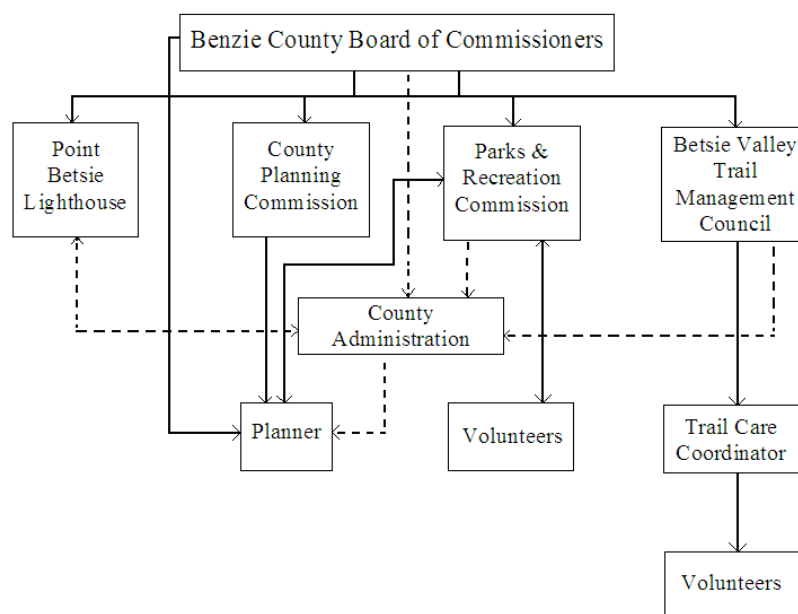 Benzie County Board of Commissioners
Point
Betsie
Lighthouse
County
Planning
Commission
Parks &
Recreation
Commission
Betsie Valley
Trail
Management
Council
County
Administration
Planner
Volunteers
Trail Care
Coordinator
Volunteers